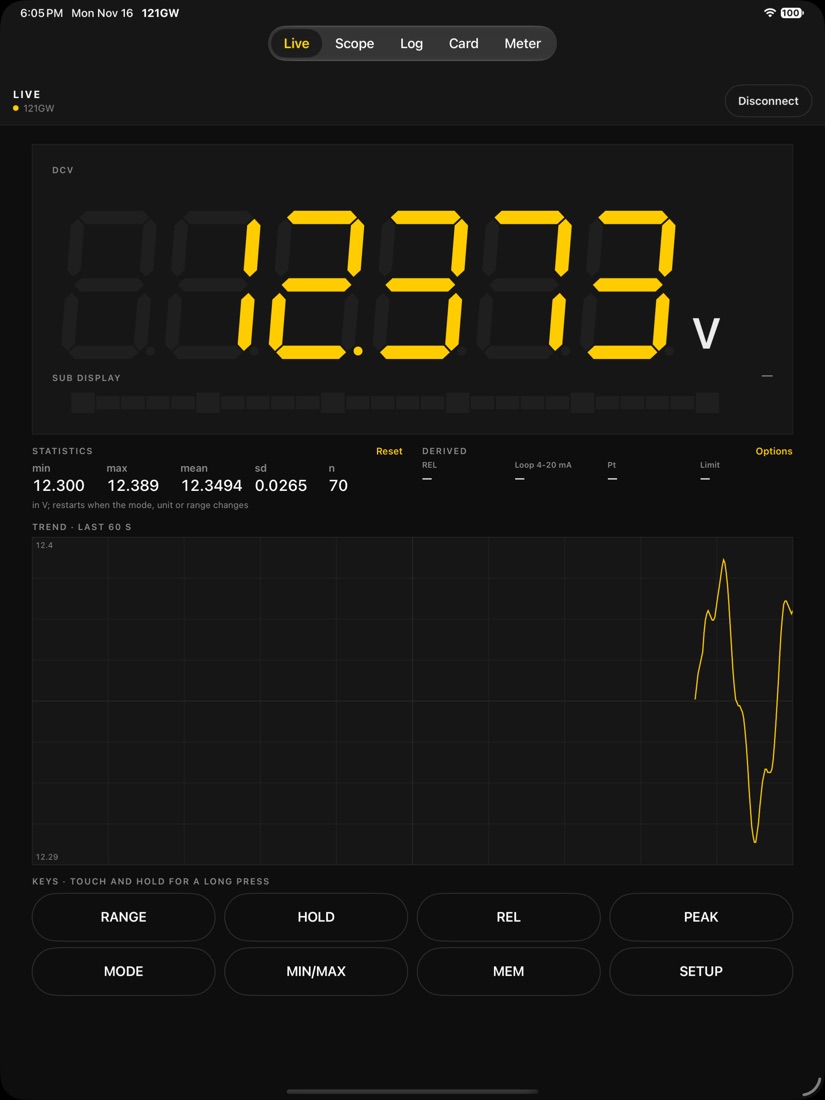 6:05 PM Mon Nov 16 121GW
100
Live Scope Log Card Meter
LIVE
121GW
Disconnect
DCV
12.373 V
SUB DISPLAY —
STATISTICS Reset
min max mean sd n
12.300 12.389 12.3494 0.0265 70
in V; restarts when the mode, unit or range changes
DERIVED Options
REL Loop 4-20 mA Pt Limit
— — — —
TREND · LAST 60 S
12.4
12.29
KEYS · TOUCH AND HOLD FOR A LONG PRESS
RANGE HOLD REL PEAK
MODE MIN/MAX MEM SETUP